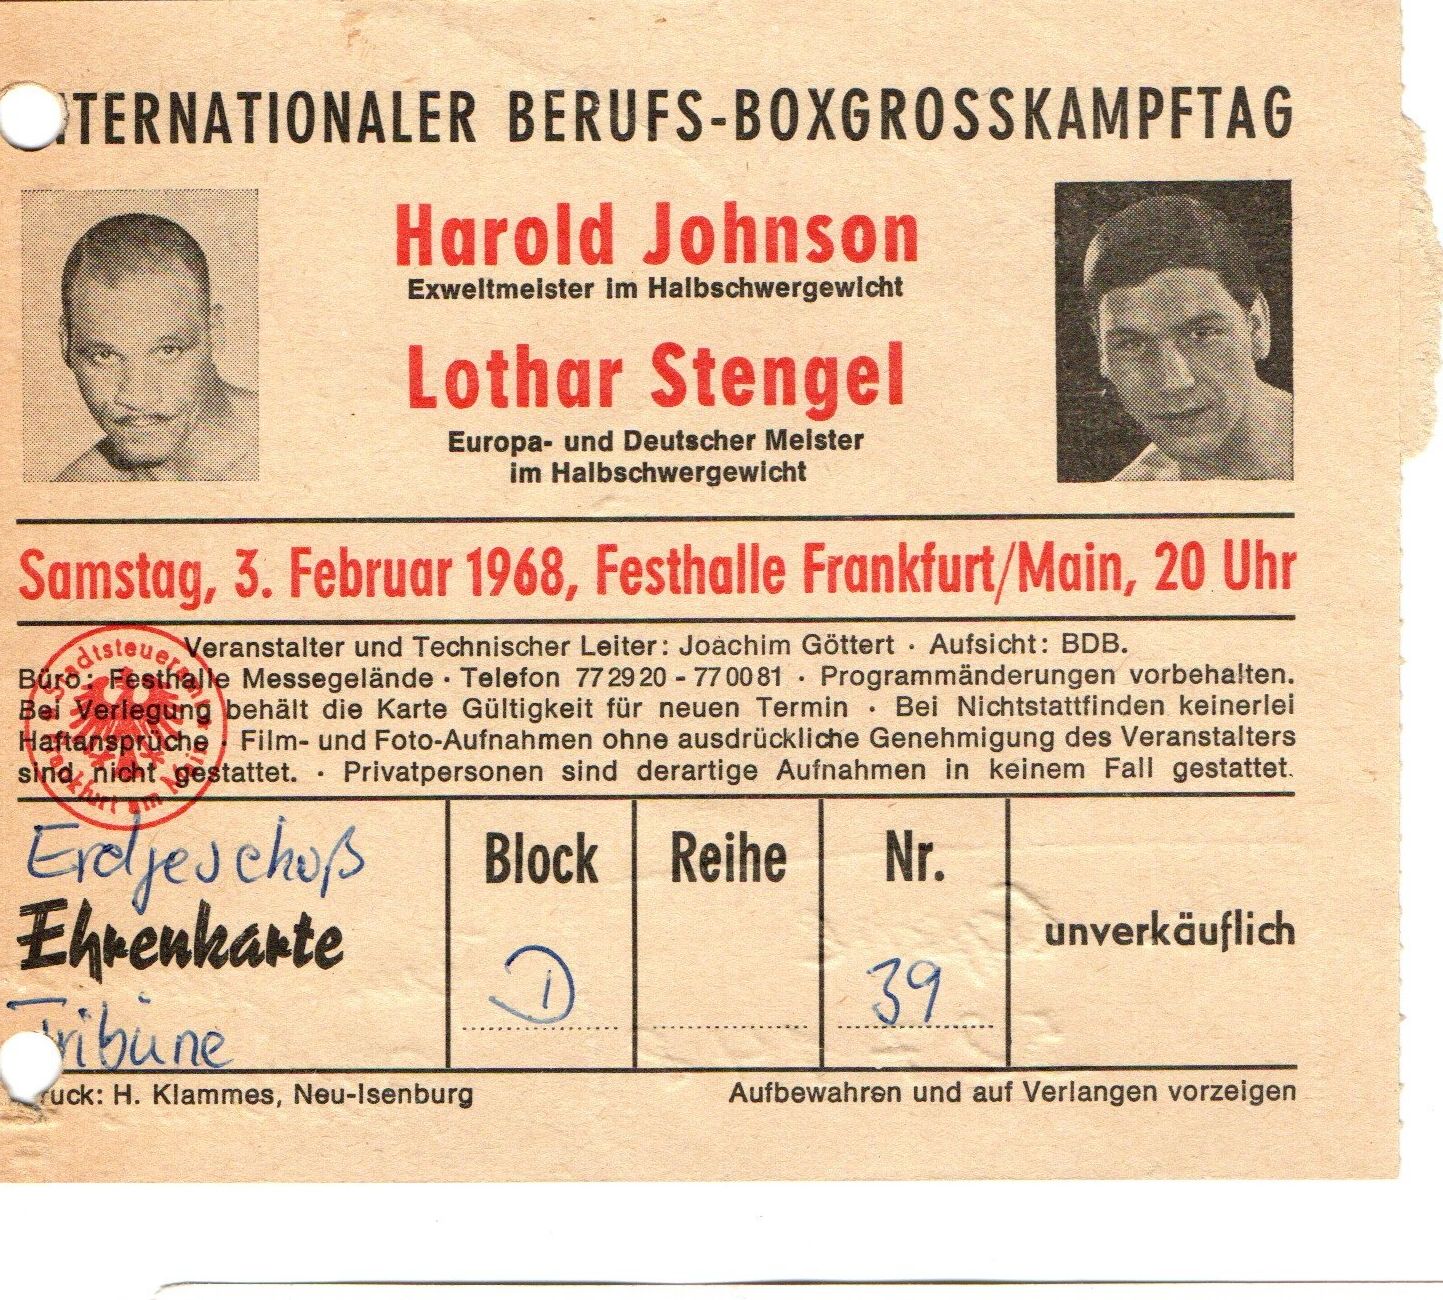 INTERNATIONALER BERUFS-BOXGROSSKAMPFTAG
Harold Johnson
Exweltmeister im Halbschwergewicht
Lothar Stengel
Europa- und Deutscher Meister
im Halbschwergewicht
Samstag, 3. Februar 1968, Festhalle Frankfurt/Main, 20 Uhr
Veranstalter und Technischer Leiter: Joachim Göttert · Aufsicht: BDB.
Büro: Festhalle Messegelände · Telefon 77 29 20 - 77 00 81 · Programmänderungen vorbehalten.
Bei Verlegung behält die Karte Gültigkeit für neuen Termin · Bei Nichtstattfinden keinerlei
Haftansprüche · Film- und Foto-Aufnahmen ohne ausdrückliche Genehmigung des Veranstalters
sind nicht gestattet. · Privatpersonen sind derartige Aufnahmen in keinem Fall gestattet.
Frankfurt am Main
Erdgeschoß
Ehrenkarte
Tribüne
Block
D
Reihe
Nr.
39
unverkäuflich
ruck: H. Klammes, Neu-Isenburg
Aufbewahren und auf Verlangen vorzeigen